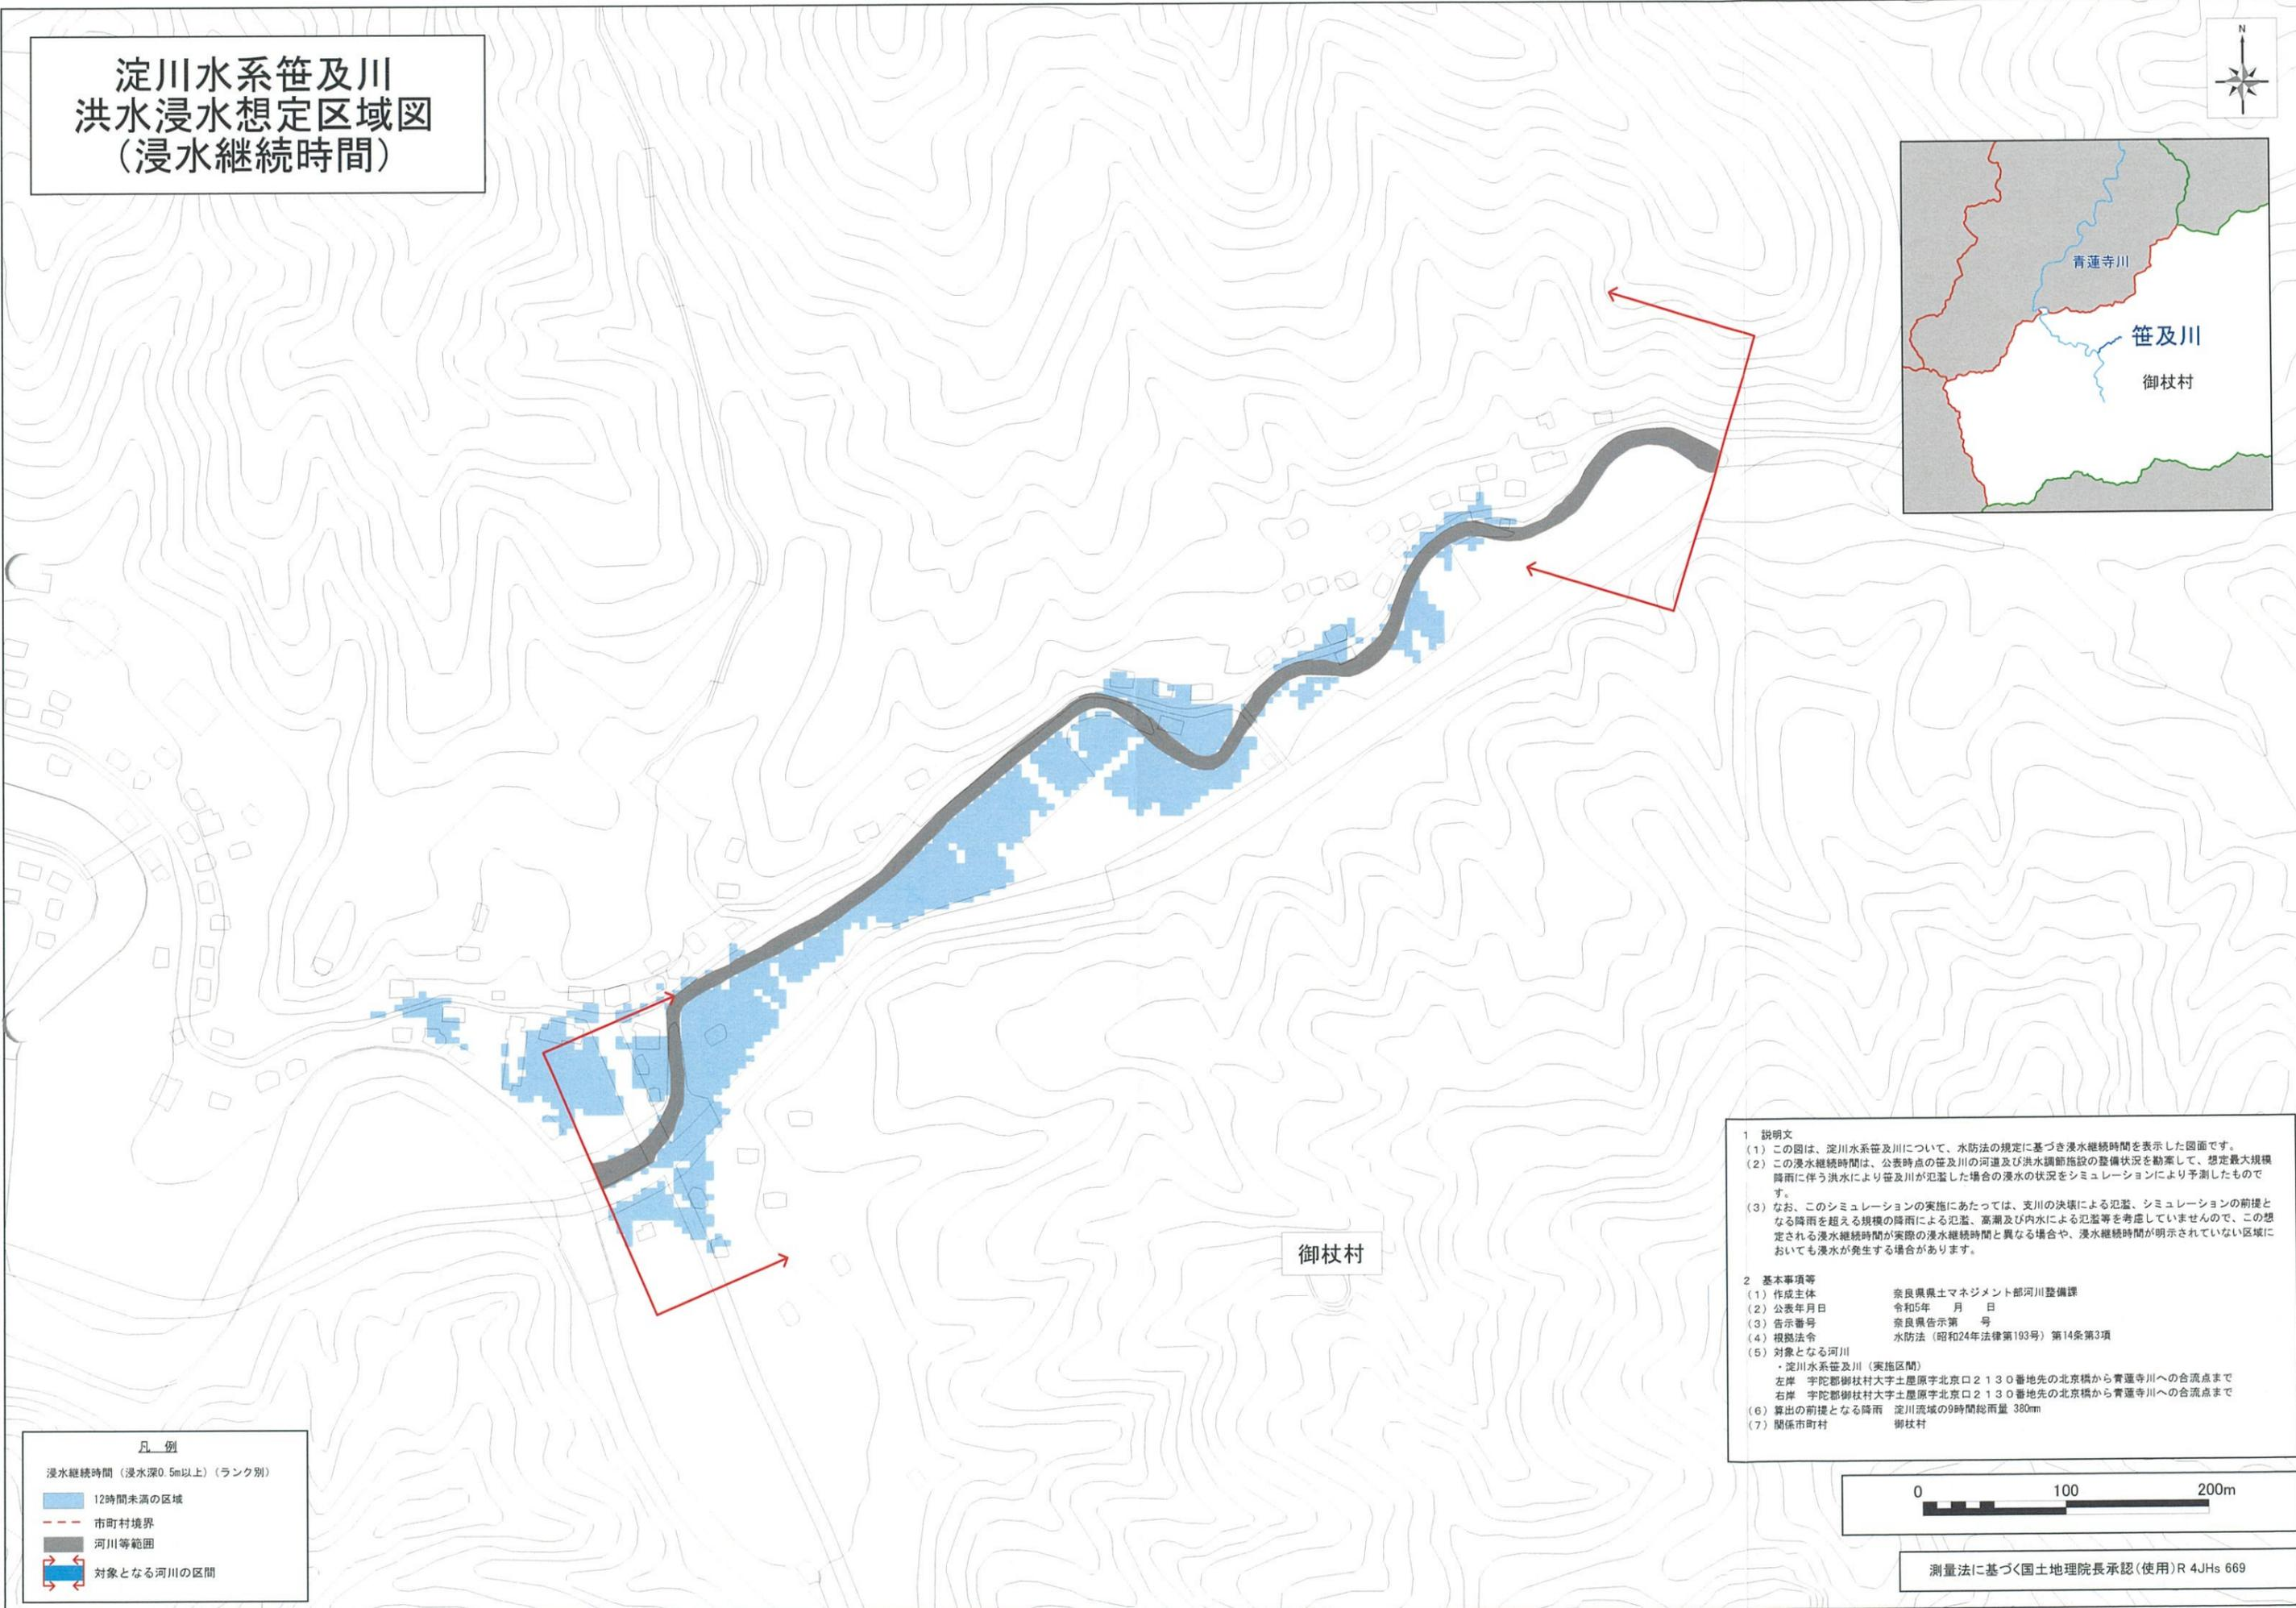 淀川水系笹及川
洪水浸水想定区域図
(浸水継続時間)
N
青蓮寺川
笹及川
御杖村
御杖村
1 説明文
(1)この図は、淀川水系笹及川について、水防法の規定に基づき浸水継続時間を表示した図面です。
(2)この浸水継続時間は、公表時点の笹及川の河道及び洪水調節施設の整備状況を勘案して、想定最大規模
降雨に伴う洪水により笹及川が氾濫した場合の浸水の状況をシミュレーションにより予測したもので
す。
(3)なお、このシミュレーションの実施にあたっては、支川の決壊による氾濫、シミュレーションの前提と
なる降雨を超える規模の降雨による氾濫、高潮及び内水による氾濫等を考慮していませんので、この想
定される浸水継続時間が実際の浸水継続時間と異なる場合や、浸水継続時間が明示されていない区域に
おいても浸水が発生する場合があります。
2 基本事項等
(1)作成主体 奈良県県土マネジメント部河川整備課
(2)公表年月日 令和5年 月 日
(3)告示番号 奈良県告示第 号
(4)根拠法令 水防法(昭和24年法律第193号)第14条第3項
(5)対象となる河川
・淀川水系笹及川(実施区間)
左岸 宇陀郡御杖村大字土屋原字北京口2130番地先の北京橋から青蓮寺川への合流点まで
右岸 宇陀郡御杖村大字土屋原字北京口2130番地先の北京橋から青蓮寺川への合流点まで
(6)算出の前提となる降雨 淀川流域の9時間総雨量 380mm
(7)関係市町村 御杖村
凡 例
浸水継続時間(浸水深0.5m以上)(ランク別)
12時間未満の区域
市町村境界
河川等範囲
対象となる河川の区間
0 100 200m
測量法に基づく国土地理院長承認(使用)R 4JHs 669